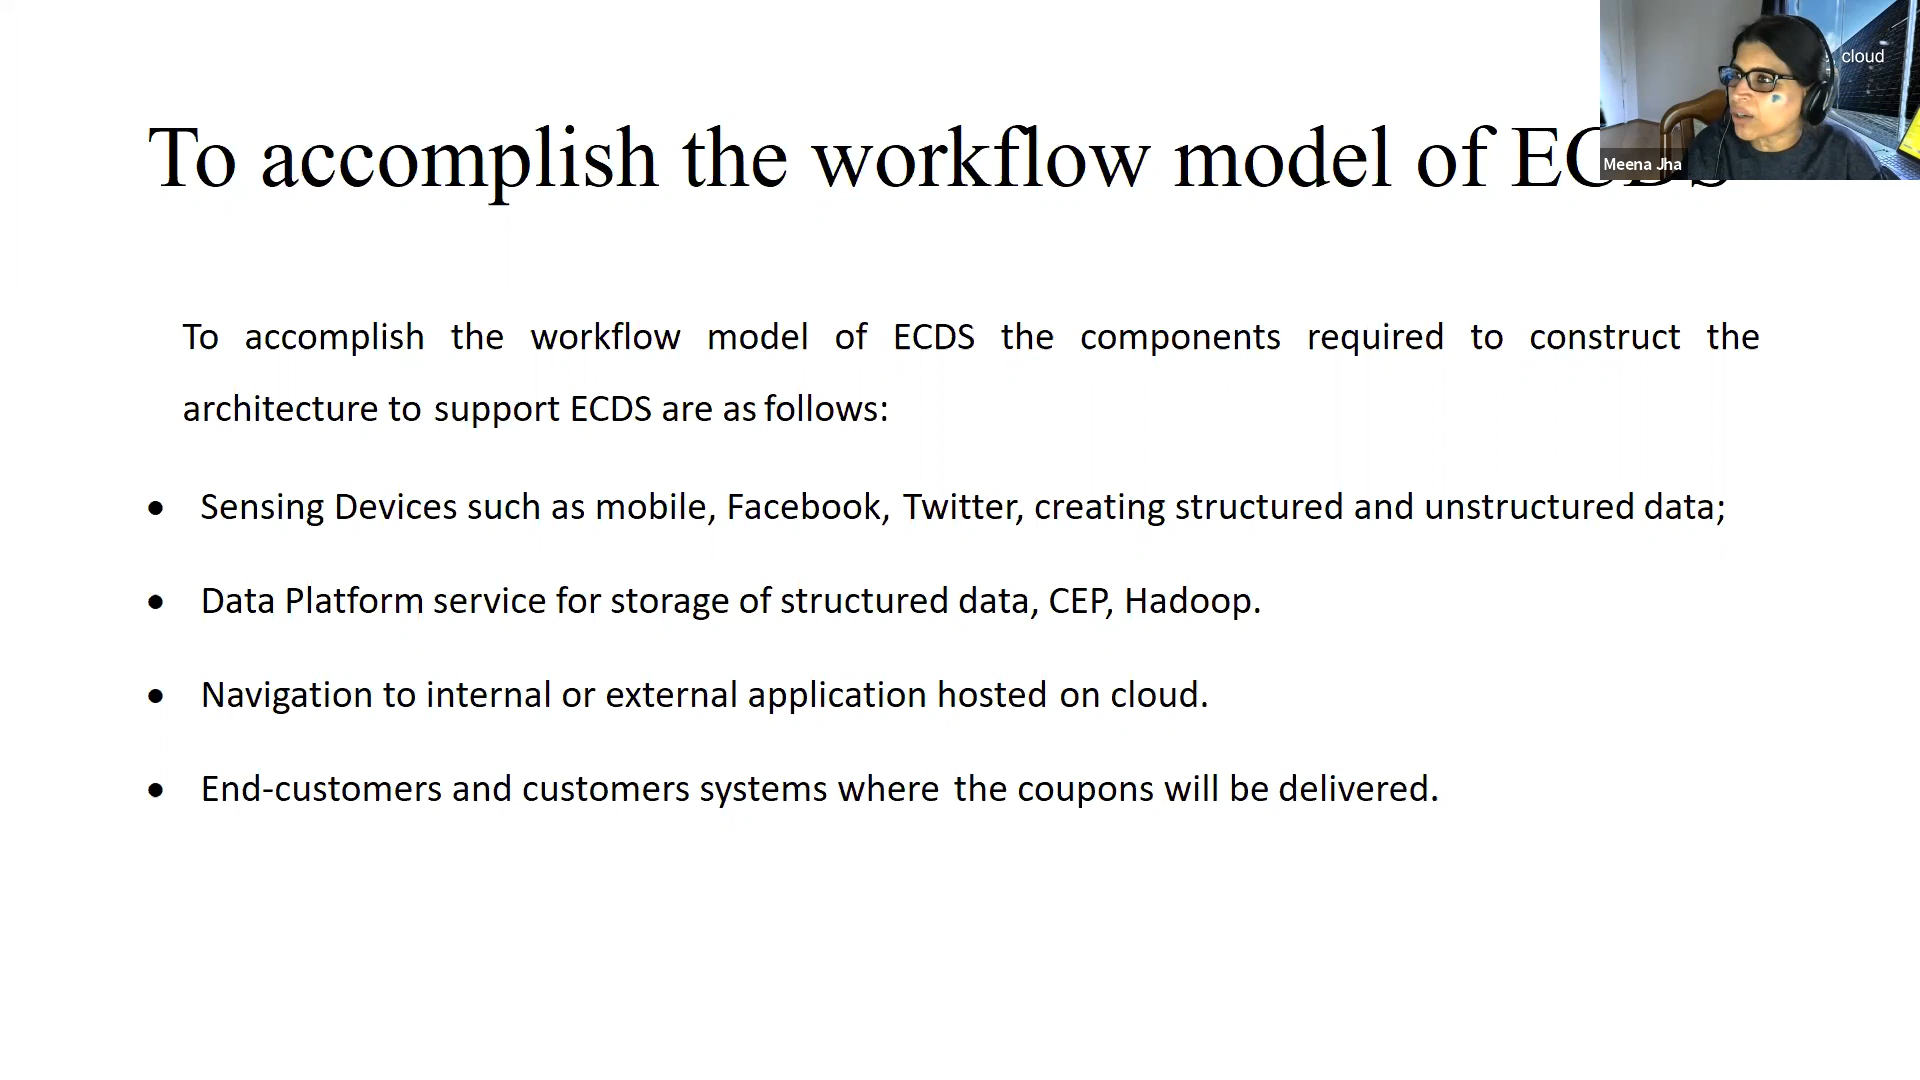 To accomplish the workflow model of ECDS
cloud
Meena Jha
To accomplish the workflow model of ECDS the components required to construct the
architecture to support ECDS are as follows:
• Sensing Devices such as mobile, Facebook, Twitter, creating structured and unstructured data;
• Data Platform service for storage of structured data, CEP, Hadoop.
• Navigation to internal or external application hosted on cloud.
• End-customers and customers systems where the coupons will be delivered.